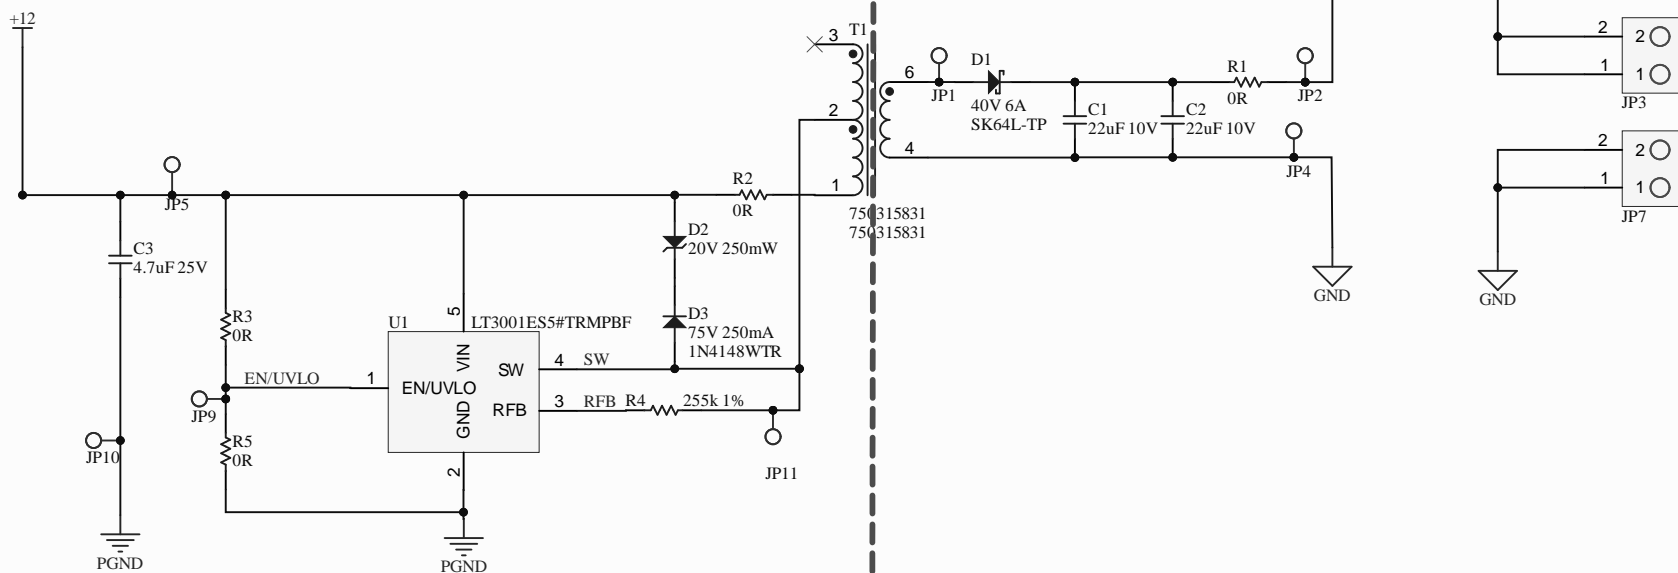 +12
JP5
C3
4.7uF 25V
JP10
PGND
R3
0R
EN/UVLO
JP9
R5
0R
U1
LT3001ES5#TRMPBF
5
VIN
1
EN/UVLO
GND
SW
RFB
4
SW
3
RFB
2
PGND
R4
255k 1%
JP11
D2
20V 250mW
D3
75V 250mA
1N4148WTR
R2
0R
T1
3
2
1
6
4
750315831
750315831
JP1
D1
40V 6A
SK64L-TP
C1
22uF 10V
C2
22uF 10V
R1
0R
JP2
JP4
GND
2
2
1
1
JP3
2
2
1
1
JP7
GND